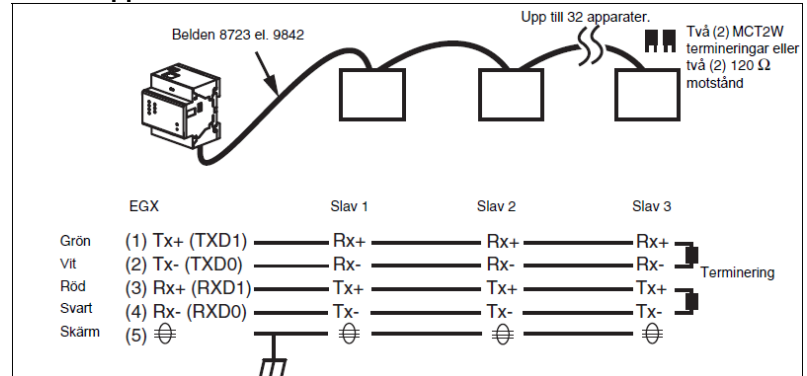 Belden 8723 el. 9842
Upp till 32 apparater.
Två (2) MCT2W
termineringar eller
två (2) 120 Ω
motstånd
EGX Slav 1 Slav 2 Slav 3
Grön (1) Tx+ (TXD1) Rx+ Rx+ Rx+
Vit (2) Tx- (TXD0) Rx- Rx- Rx-
Terminering
Röd (3) Rx+ (RXD1) Tx+ Tx+ Tx+
Svart (4) Rx- (RXD0) Tx- Tx- Tx-
Skärm (5)